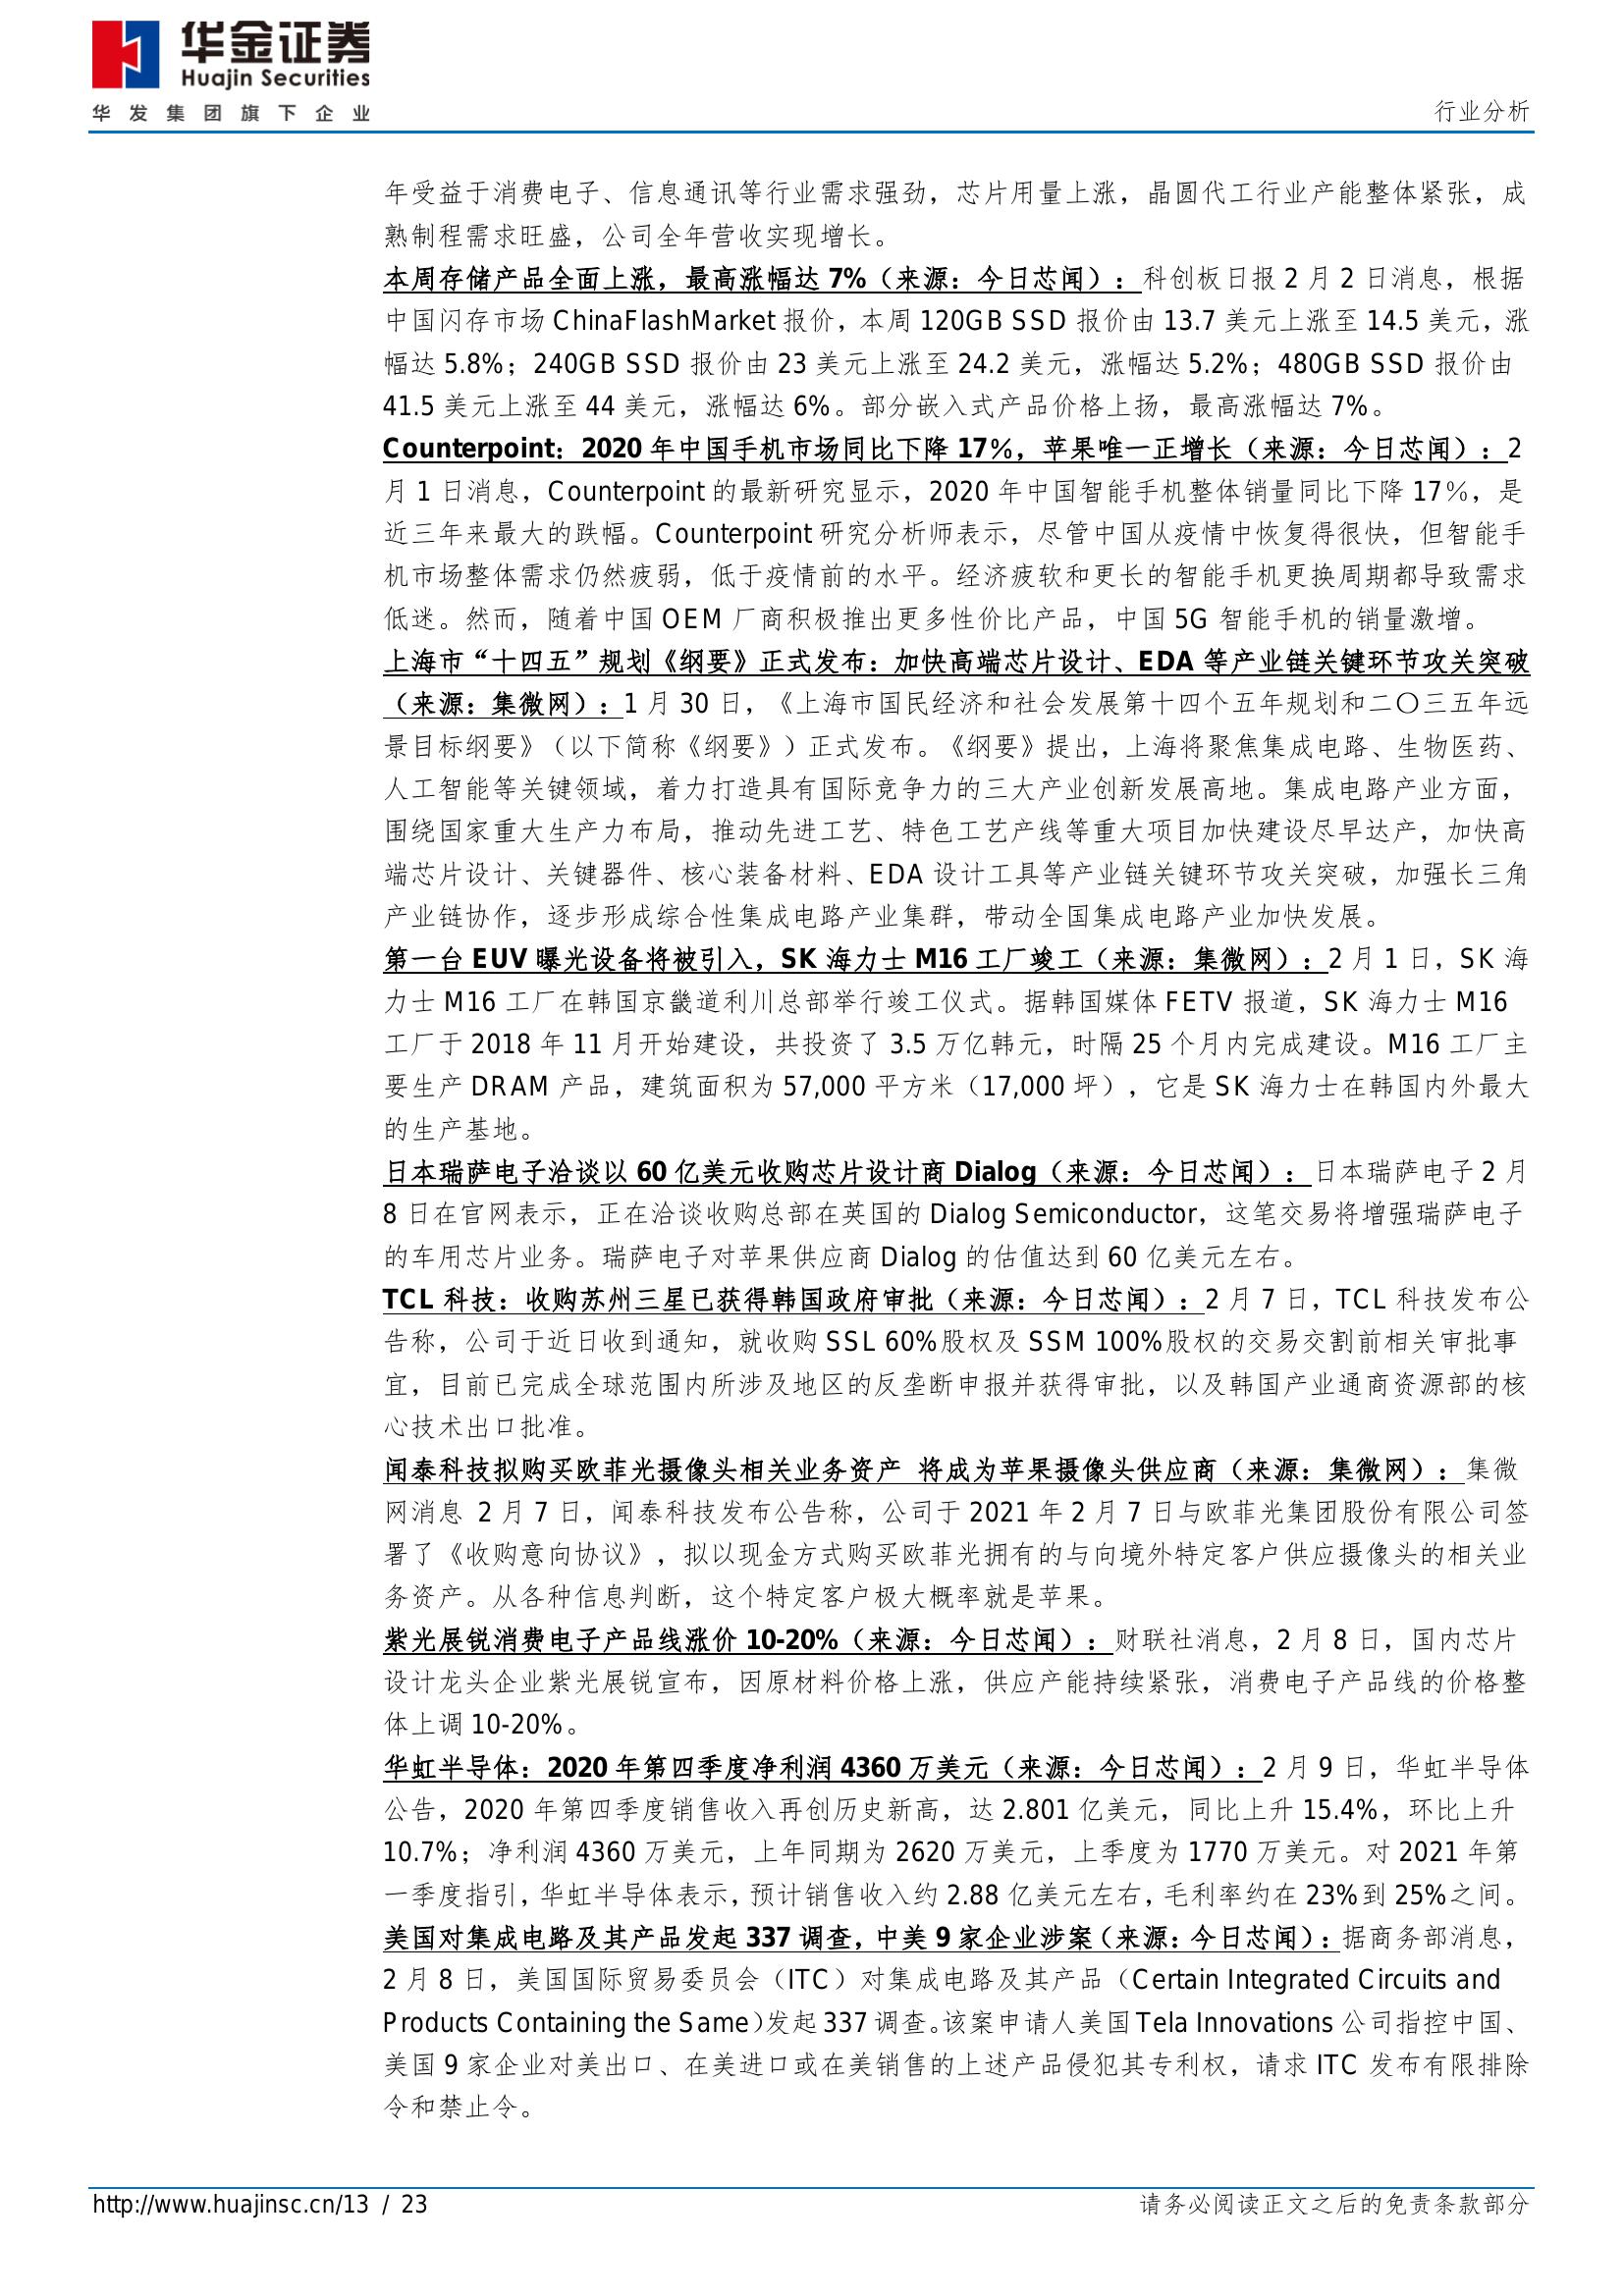 华金证券
Huajin Securities
华发集团旗下企业
行业分析
年受益于消费电子、信息通讯等行业需求强劲，芯片用量上涨，晶圆代工行业产能整体紧张，成
熟制程需求旺盛，公司全年营收实现增长。
本周存储产品全面上涨，最高涨幅达 7%（来源：今日芯闻）：科创板日报 2 月 2 日消息，根据
中国闪存市场 ChinaFlashMarket 报价，本周 120GB SSD 报价由 13.7 美元上涨至 14.5 美元，涨
幅达 5.8%；240GB SSD 报价由 23 美元上涨至 24.2 美元，涨幅达 5.2%；480GB SSD 报价由
41.5 美元上涨至 44 美元，涨幅达 6%。部分嵌入式产品价格上扬，最高涨幅达 7%。
Counterpoint：2020 年中国手机市场同比下降 17%，苹果唯一正增长（来源：今日芯闻）：2
月 1 日消息，Counterpoint 的最新研究显示，2020 年中国智能手机整体销量同比下降 17%，是
近三年来最大的跌幅。Counterpoint 研究分析师表示，尽管中国从疫情中恢复得很快，但智能手
机市场整体需求仍然疲弱，低于疫情前的水平。经济疲软和更长的智能手机更换周期都导致需求
低迷。然而，随着中国 OEM 厂商积极推出更多性价比产品，中国 5G 智能手机的销量激增。
上海市“十四五”规划《纲要》正式发布：加快高端芯片设计、EDA 等产业链关键环节攻关突破
（来源：集微网）：1 月 30 日，《上海市国民经济和社会发展第十四个五年规划和二〇三五年远
景目标纲要》（以下简称《纲要》）正式发布。《纲要》提出，上海将聚焦集成电路、生物医药、
人工智能等关键领域，着力打造具有国际竞争力的三大产业创新发展高地。集成电路产业方面，
围绕国家重大生产力布局，推动先进工艺、特色工艺产线等重大项目加快建设尽早达产，加快高
端芯片设计、关键器件、核心装备材料、EDA 设计工具等产业链关键环节攻关突破，加强长三角
产业链协作，逐步形成综合性集成电路产业集群，带动全国集成电路产业加快发展。
第一台 EUV 曝光设备将被引入，SK 海力士 M16 工厂竣工（来源：集微网）：2 月 1 日，SK 海
力士 M16 工厂在韩国京畿道利川总部举行竣工仪式。据韩国媒体 FETV 报道，SK 海力士 M16
工厂于 2018 年 11 月开始建设，共投资了 3.5 万亿韩元，时隔 25 个月内完成建设。M16 工厂主
要生产 DRAM 产品，建筑面积为 57,000 平方米（17,000 坪），它是 SK 海力士在韩国内外最大
的生产基地。
日本瑞萨电子洽谈以 60 亿美元收购芯片设计商 Dialog（来源：今日芯闻）：日本瑞萨电子 2 月
8 日在官网表示，正在洽谈收购总部在英国的 Dialog Semiconductor，这笔交易将增强瑞萨电子
的车用芯片业务。瑞萨电子对苹果供应商 Dialog 的估值达到 60 亿美元左右。
TCL 科技：收购苏州三星已获得韩国政府审批（来源：今日芯闻）：2 月 7 日，TCL 科技发布公
告称，公司于近日收到通知，就收购 SSL 60%股权及 SSM 100%股权的交易交割前相关审批事
宜，目前已完成全球范围内所涉及地区的反垄断申报并获得审批，以及韩国产业通商资源部的核
心技术出口批准。
闻泰科技拟购买欧菲光摄像头相关业务资产 将成为苹果摄像头供应商（来源：集微网）：集微
网消息 2 月 7 日，闻泰科技发布公告称，公司于 2021 年 2 月 7 日与欧菲光集团股份有限公司签
署了《收购意向协议》，拟以现金方式购买欧菲光拥有的与向境外特定客户供应摄像头的相关业
务资产。从各种信息判断，这个特定客户极大概率就是苹果。
紫光展锐消费电子产品线涨价 10-20%（来源：今日芯闻）：财联社消息，2 月 8 日，国内芯片
设计龙头企业紫光展锐宣布，因原材料价格上涨，供应产能持续紧张，消费电子产品线的价格整
体上调 10-20%。
华虹半导体：2020 年第四季度净利润 4360 万美元（来源：今日芯闻）：2 月 9 日，华虹半导体
公告，2020 年第四季度销售收入再创历史新高，达 2.801 亿美元，同比上升 15.4%，环比上升
10.7%；净利润 4360 万美元，上年同期为 2620 万美元，上季度为 1770 万美元。对 2021 年第
一季度指引，华虹半导体表示，预计销售收入约 2.88 亿美元左右，毛利率约在 23%到 25%之间。
美国对集成电路及其产品发起 337 调查，中美 9 家企业涉案（来源：今日芯闻）：据商务部消息，
2 月 8 日，美国国际贸易委员会（ITC）对集成电路及其产品（Certain Integrated Circuits and
Products Containing the Same）发起 337 调查。该案申请人美国 Tela Innovations 公司指控中国、
美国 9 家企业对美出口、在美进口或在美销售的上述产品侵犯其专利权，请求 ITC 发布有限排除
令和禁止令。
http://www.huajinsc.cn/13 / 23
请务必阅读正文之后的免责条款部分